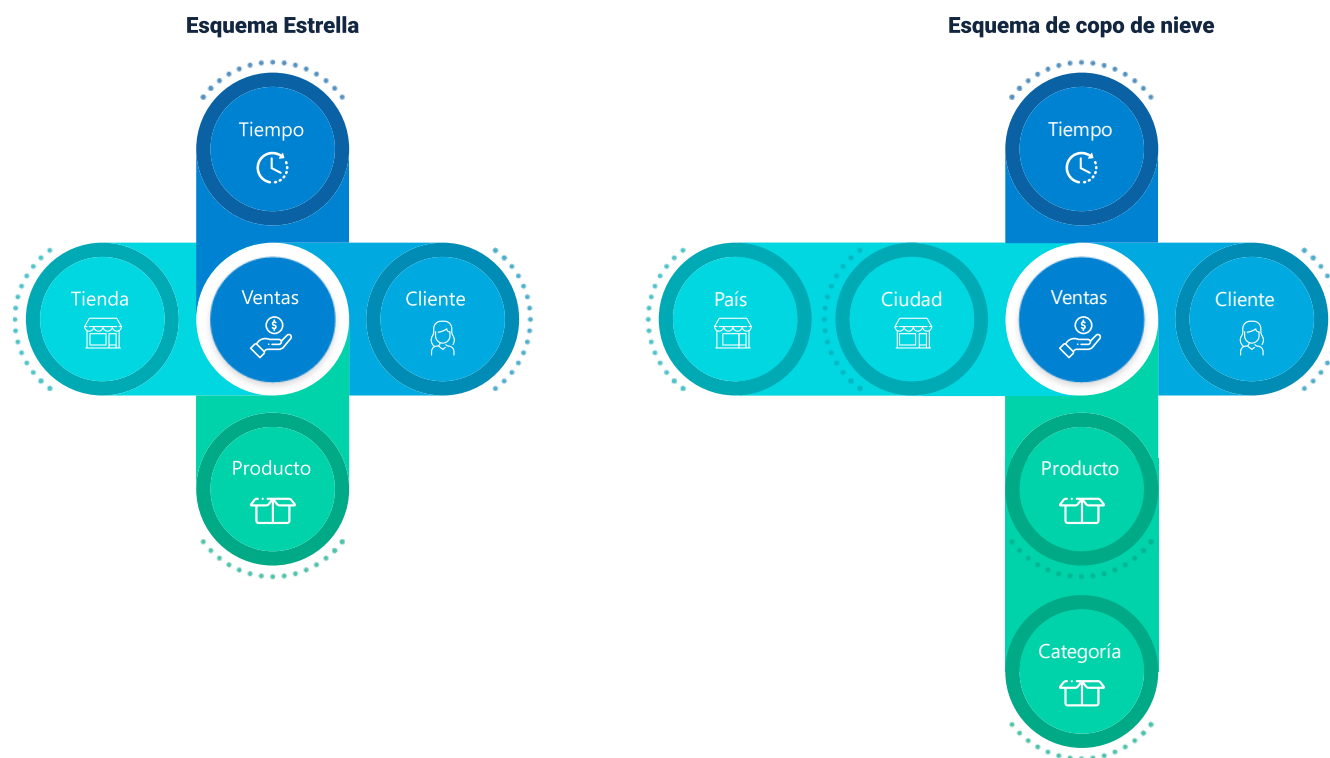 Esquema Estrella
Tiempo
Tienda
Ventas
Cliente
Producto
Esquema de copo de nieve
Tiempo
País
Ciudad
Ventas
Cliente
Producto
Categoría